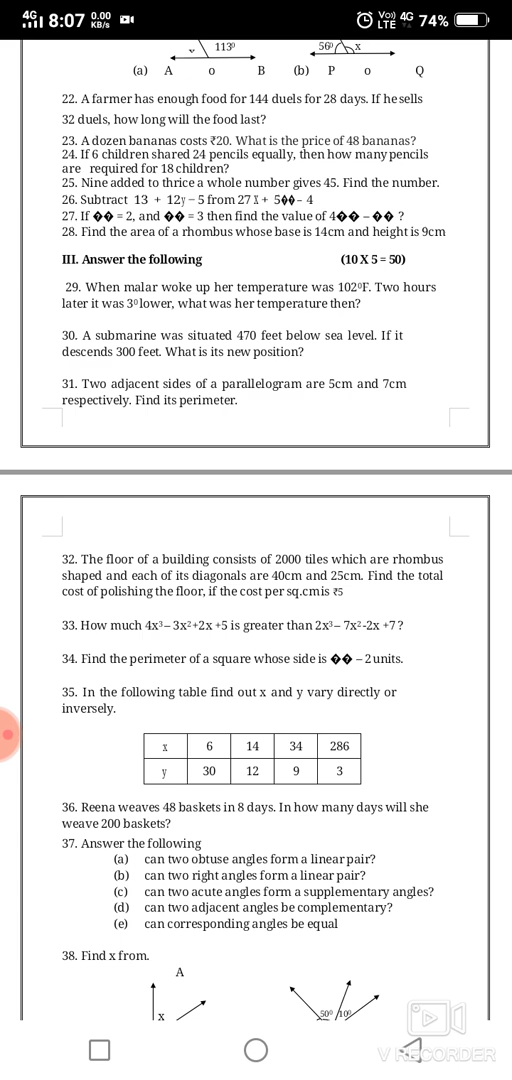 4G 8:07 0.00 KB/s Vo) LTE 4G 74%
113⁰ 56⁰ x
(a) A o B (b) P o Q
22. A farmer has enough food for 144 duels for 28 days. If he sells
32 duels, how long will the food last?
23. A dozen bananas costs ₹20. What is the price of 48 bananas?
24. If 6 children shared 24 pencils equally, then how many pencils
are required for 18 children?
25. Nine added to thrice a whole number gives 45. Find the number.
26. Subtract 13 + 12y – 5 from 27 x + 5�� – 4
27. If �� = 2, and �� = 3 then find the value of 4�� – �� ?
28. Find the area of a rhombus whose base is 14cm and height is 9cm
III. Answer the following (10 X 5 = 50)
29. When malar woke up her temperature was 102⁰F. Two hours
later it was 3⁰ lower, what was her temperature then?
30. A submarine was situated 470 feet below sea level. If it
descends 300 feet. What is its new position?
31. Two adjacent sides of a parallelogram are 5cm and 7cm
respectively. Find its perimeter.
32. The floor of a building consists of 2000 tiles which are rhombus
shaped and each of its diagonals are 40cm and 25cm. Find the total
cost of polishing the floor, if the cost per sq.cmis ₹5
33. How much 4x³ – 3x²+2x +5 is greater than 2x³ – 7x² -2x +7 ?
34. Find the perimeter of a square whose side is �� – 2 units.
35. In the following table find out x and y vary directly or
inversely.
x 6 14 34 286
y 30 12 9 3
36. Reena weaves 48 baskets in 8 days. In how many days will she
weave 200 baskets?
37. Answer the following
(a) can two obtuse angles form a linear pair?
(b) can two right angles form a linear pair?
(c) can two acute angles form a supplementary angles?
(d) can two adjacent angles be complementary?
(e) can corresponding angles be equal
38. Find x from.
A
x 50⁰ 10⁰
V RECORDER